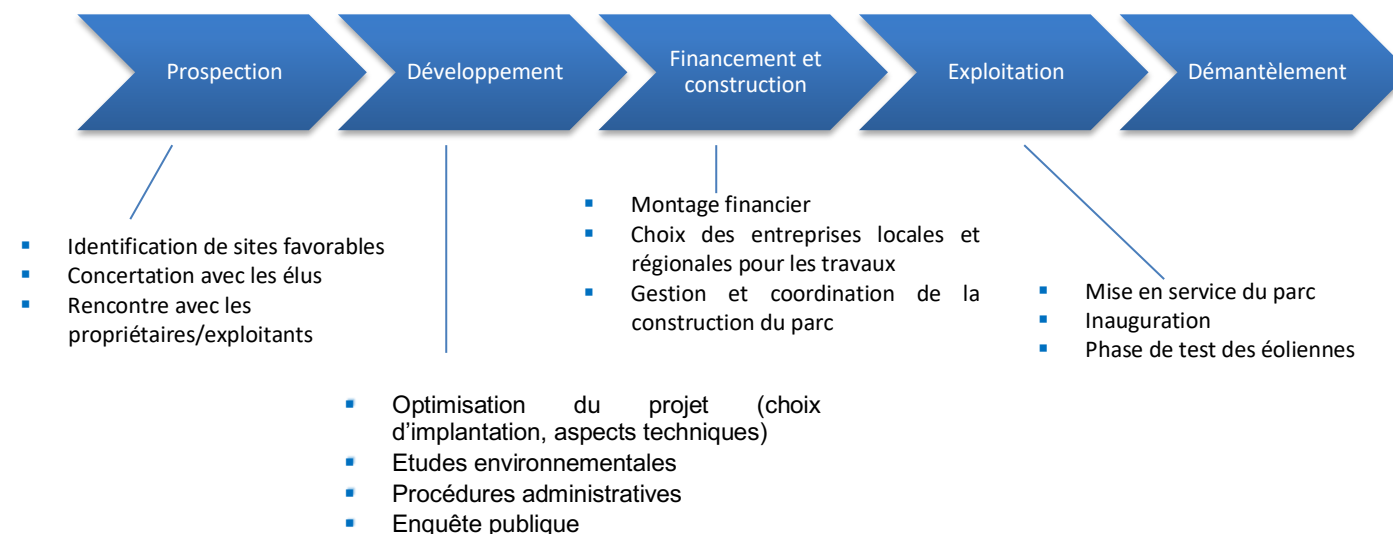 Prospection
Développement
Financement et
construction
Exploitation
Démantèlement
▪ Identification de sites favorables
▪ Concertation avec les élus
▪ Rencontre avec les
propriétaires/exploitants
▪ Optimisation du projet (choix
d’implantation, aspects techniques)
▪ Etudes environnementales
▪ Procédures administratives
▪ Enquête publique
▪ Montage financier
▪ Choix des entreprises locales et
régionales pour les travaux
▪ Gestion et coordination de la
construction du parc
▪ Mise en service du parc
▪ Inauguration
▪ Phase de test des éoliennes